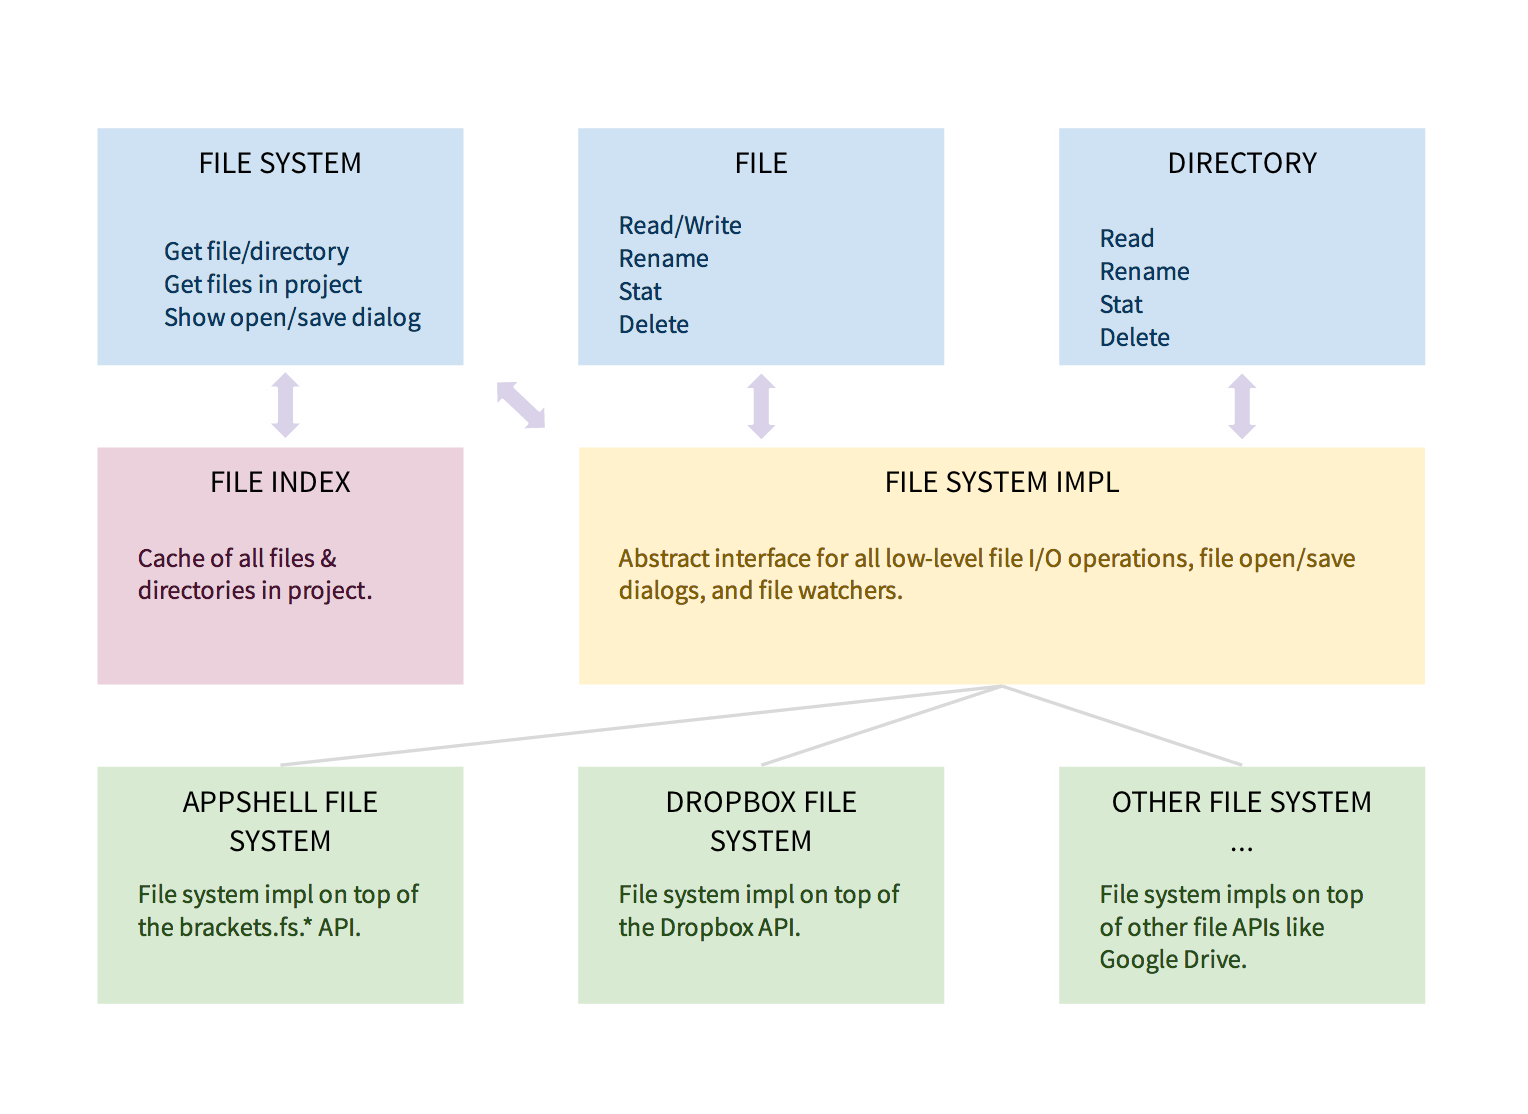 FILE SYSTEM
Get file/directory
Get files in project
Show open/save dialog
FILE
Read/Write
Rename
Stat
Delete
DIRECTORY
Read
Rename
Stat
Delete
FILE INDEX
Cache of all files &
directories in project.
FILE SYSTEM IMPL
Abstract interface for all low-level file I/O operations, file open/save
dialogs, and file watchers.
APPSHELL FILE
SYSTEM
File system impl on top of
the brackets.fs.* API.
DROPBOX FILE
SYSTEM
File system impl on top of
the Dropbox API.
OTHER FILE SYSTEM
...
File system impls on top
of other file APIs like
Google Drive.